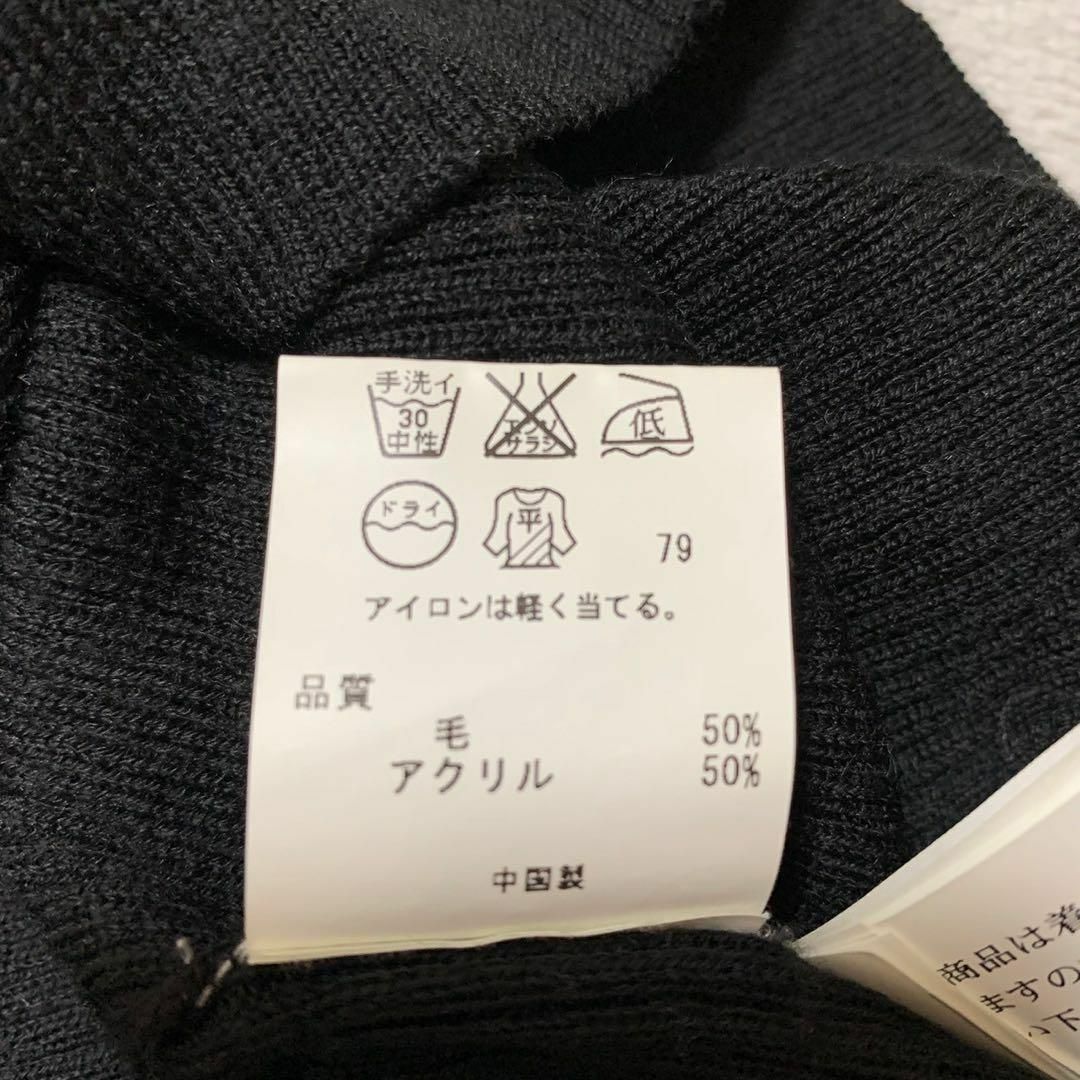 手洗イ
30
中性
エンソ
サラシ
低
ドライ
平
79
アイロンは軽く当てる。
品質
毛 50%
アクリル 50%
中国製
商品は着
ますの
い下